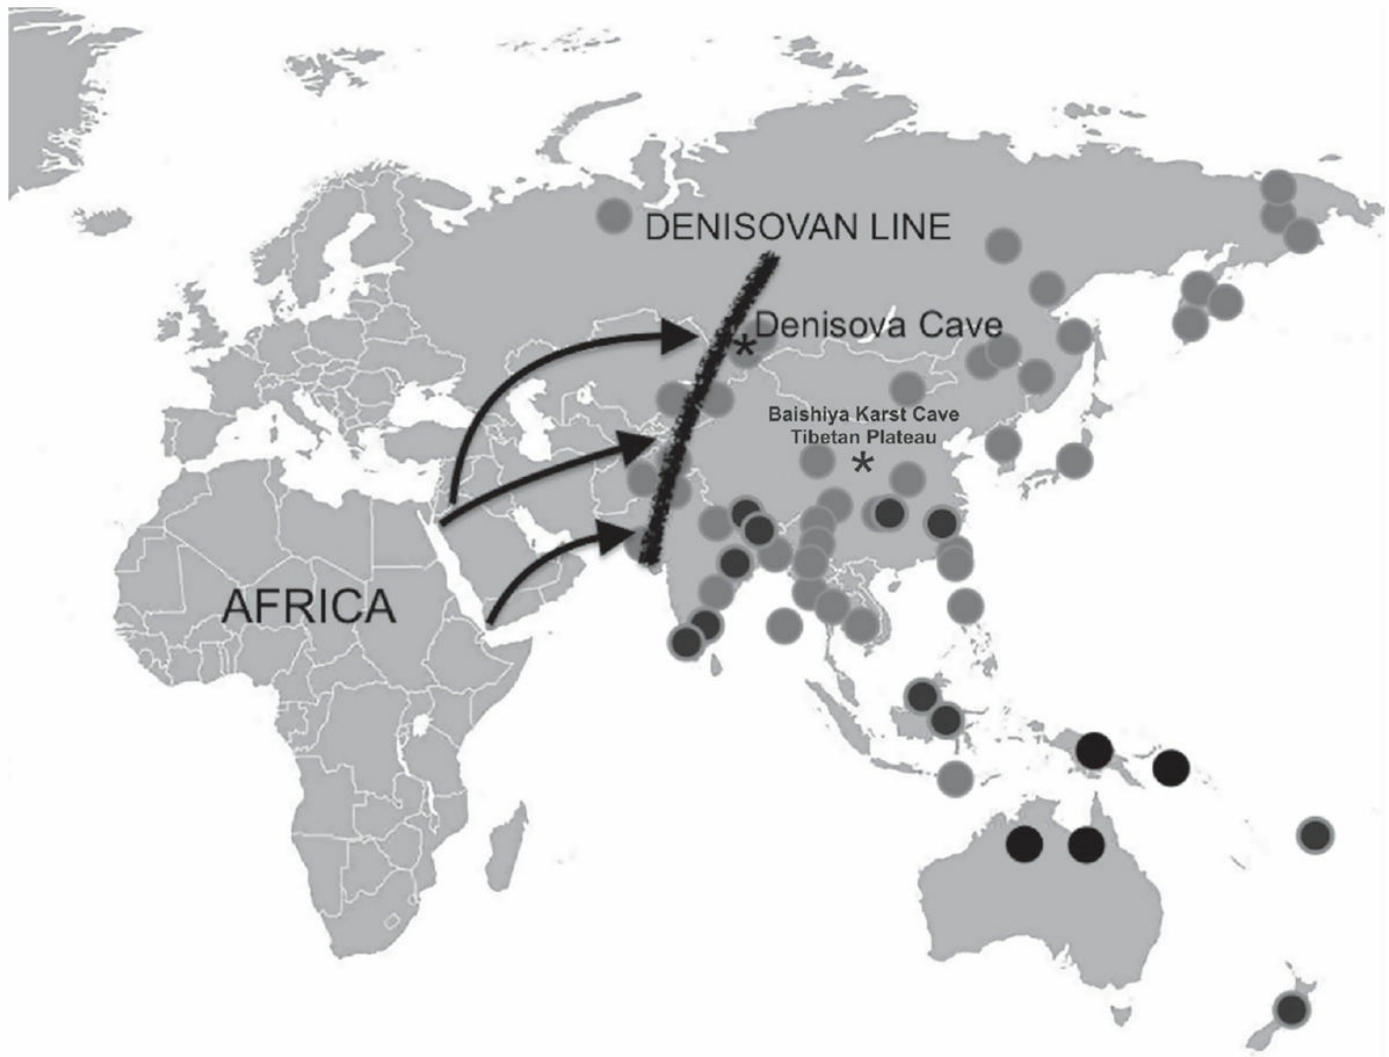 DENISOVAN LINE
Denisova Cave
*
Baishiya Karst Cave
Tibetan Plateau
*
AFRICA